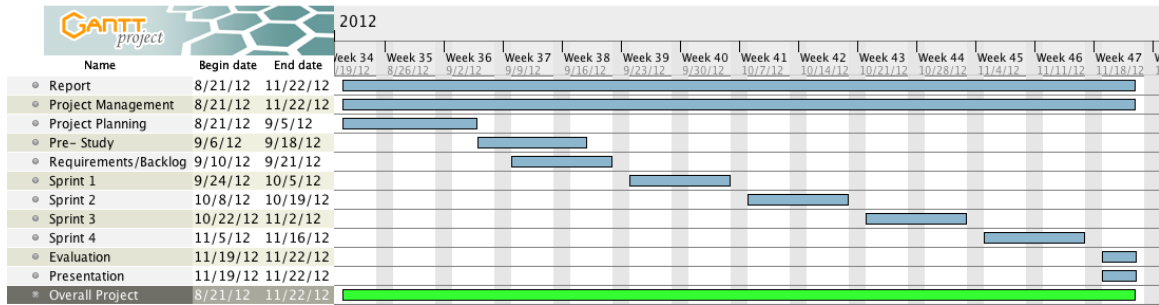 GANTT project
2012
Week 34 Week 35 Week 36 Week 37 Week 38 Week 39 Week 40 Week 41 Week 42 Week 43 Week 44 Week 45 Week 46 Week 47
Name Begin date End date /19/12 8/26/12 9/2/12 9/9/12 9/16/12 9/23/12 9/30/12 10/7/12 10/14/12 10/21/12 10/28/12 11/4/12 11/11/12 11/18/12
Report 8/21/12 11/22/12
Project Management 8/21/12 11/22/12
Project Planning 8/21/12 9/5/12
Pre- Study 9/6/12 9/18/12
Requirements/Backlog 9/10/12 9/21/12
Sprint 1 9/24/12 10/5/12
Sprint 2 10/8/12 10/19/12
Sprint 3 10/22/12 11/2/12
Sprint 4 11/5/12 11/16/12
Evaluation 11/19/12 11/22/12
Presentation 11/19/12 11/22/12
Overall Project 8/21/12 11/22/12